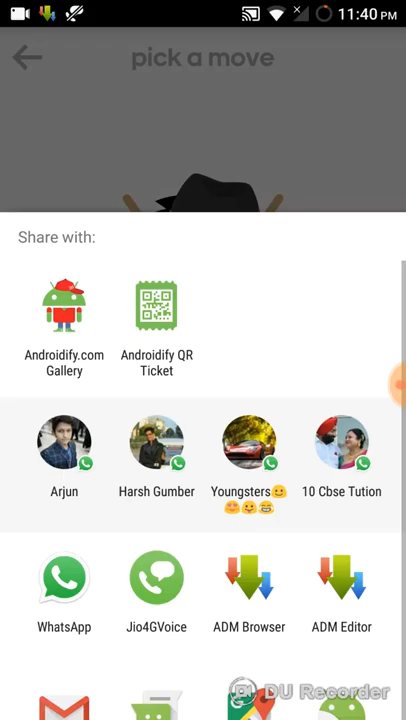 11:40 PM
pick a move
Share with:
Androidify.com Androidify QR
Gallery Ticket
Arjun Harsh Gumber Youngsters😃 10 Cbse Tution
😍😃😂
WhatsApp Jio4GVoice ADM Browser ADM Editor
DU Recorder